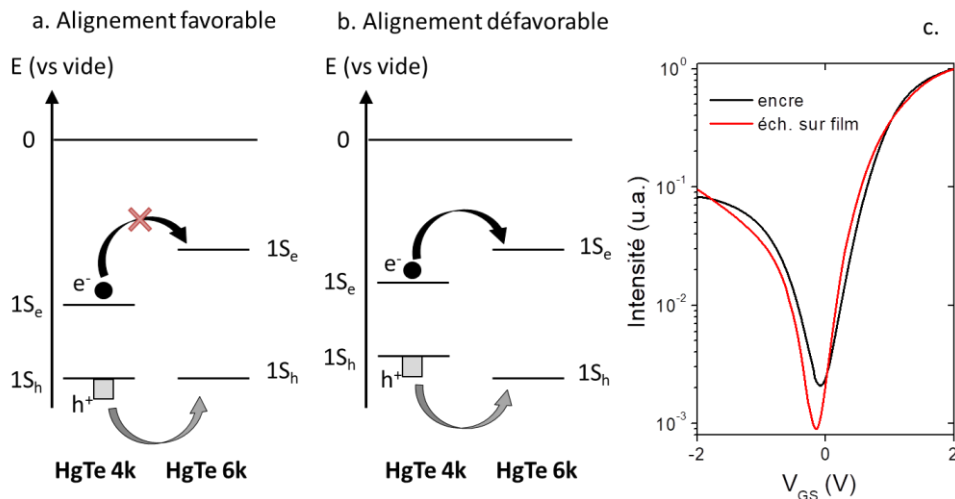 a. Alignement favorable
E (vs vide)
0
e-
1Se
1Se
1Sh
1Sh
h+
HgTe 4k HgTe 6k
b. Alignement défavorable
E (vs vide)
0
e-
1Se
1Se
1Sh
1Sh
h+
HgTe 4k HgTe 6k
c.
encre
éch. sur film
Intensité (u.a.)
10^0
10^-1
10^-2
10^-3
-2 0 2
VGS (V)